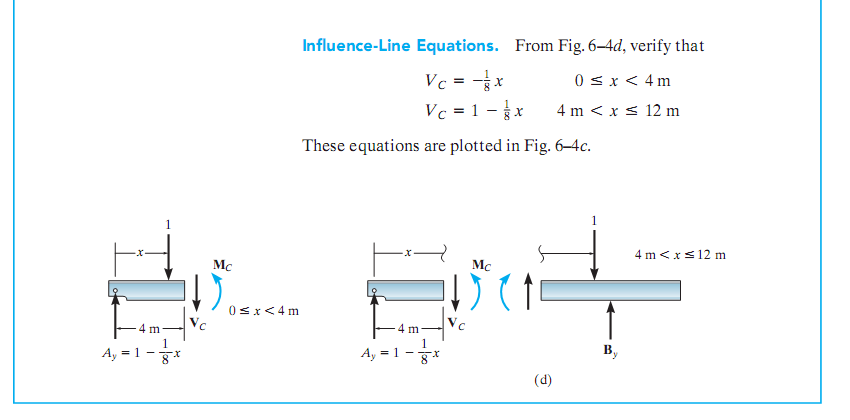 Influence-Line Equations. From Fig. 6–4d, verify that
V_C = −1/8 x    0 ≤ x < 4 m
V_C = 1 − 1/8 x    4 m < x ≤ 12 m
These equations are plotted in Fig. 6–4c.
1
x
M_C
0 ≤ x < 4 m
V_C
4 m
A_y = 1 − 1/8 x
x
M_C
V_C
4 m
A_y = 1 − 1/8 x
1
4 m < x ≤ 12 m
B_y
(d)